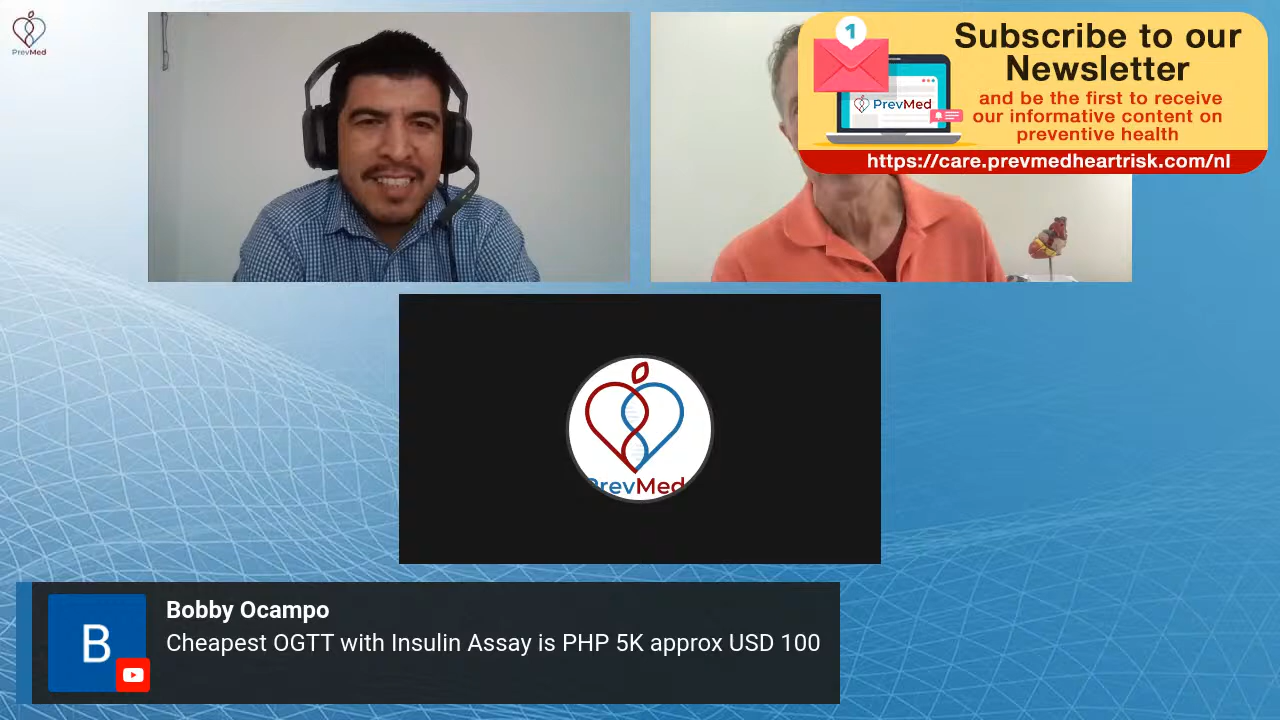 PrevMed
1
Subscribe to our
Newsletter
PrevMed
and be the first to receive
our informative content on
preventive health
https://care.prevmedheartrisk.com/nl
PrevMed
B
Bobby Ocampo
Cheapest OGTT with Insulin Assay is PHP 5K approx USD 100